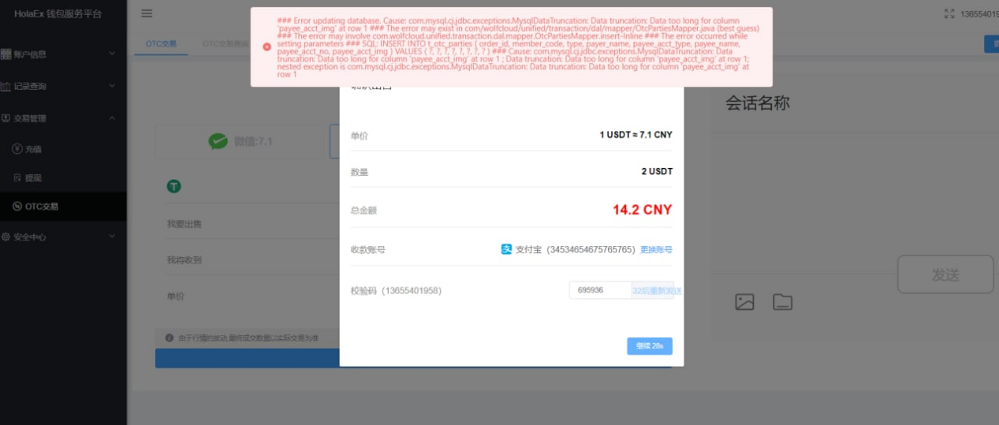 HolaEx 钱包服务平台
账户信息
记录查询
交易管理
充值
提现
OTC交易
安全中心
### Error updating database. Cause: com.mysql.cj.jdbc.exceptions.MysqlDataTruncation: Data truncation: Data too long for column
'payee_acct_img' at row 1 ### The error may exist in com/wolfcloud/unified/transaction/dal/mapper/OtcPartiesMapper.java (best guess)
### The error may involve com.wolfcloud.unified.transaction.dal.mapper.OtcPartiesMapper.insert-Inline ### The error occurred while
setting parameters ### SQL: INSERT INTO t_otc_parties ( order_id, member_code, type, payer_name, payee_acct_type, payee_name,
payee_acct_no, payee_acct_img ) VALUES ( ?, ?, ?, ?, ?, ?, ?, ? ) ### Cause: com.mysql.cj.jdbc.exceptions.MysqlDataTruncation: Data
truncation: Data too long for column 'payee_acct_img' at row 1 ; Data truncation: Data too long for column 'payee_acct_img' at row 1;
nested exception is com.mysql.cj.jdbc.exceptions.MysqlDataTruncation: Data truncation: Data too long for column 'payee_acct_img' at
row 1
136554019
OTC交易 OTC交易查询
微信:7.1
我要出售
我将收到
单价
由于行情的波动,最终成交数量以实际交易为准
确认出售
单价 1 USDT ≈ 7.1 CNY
数量 2 USDT
总金额 14.2 CNY
收款账号 支付宝（34534654675765765）更换账号
校验码（13655401958） 695936 32后重新发送
继续 28s
会话名称
发送